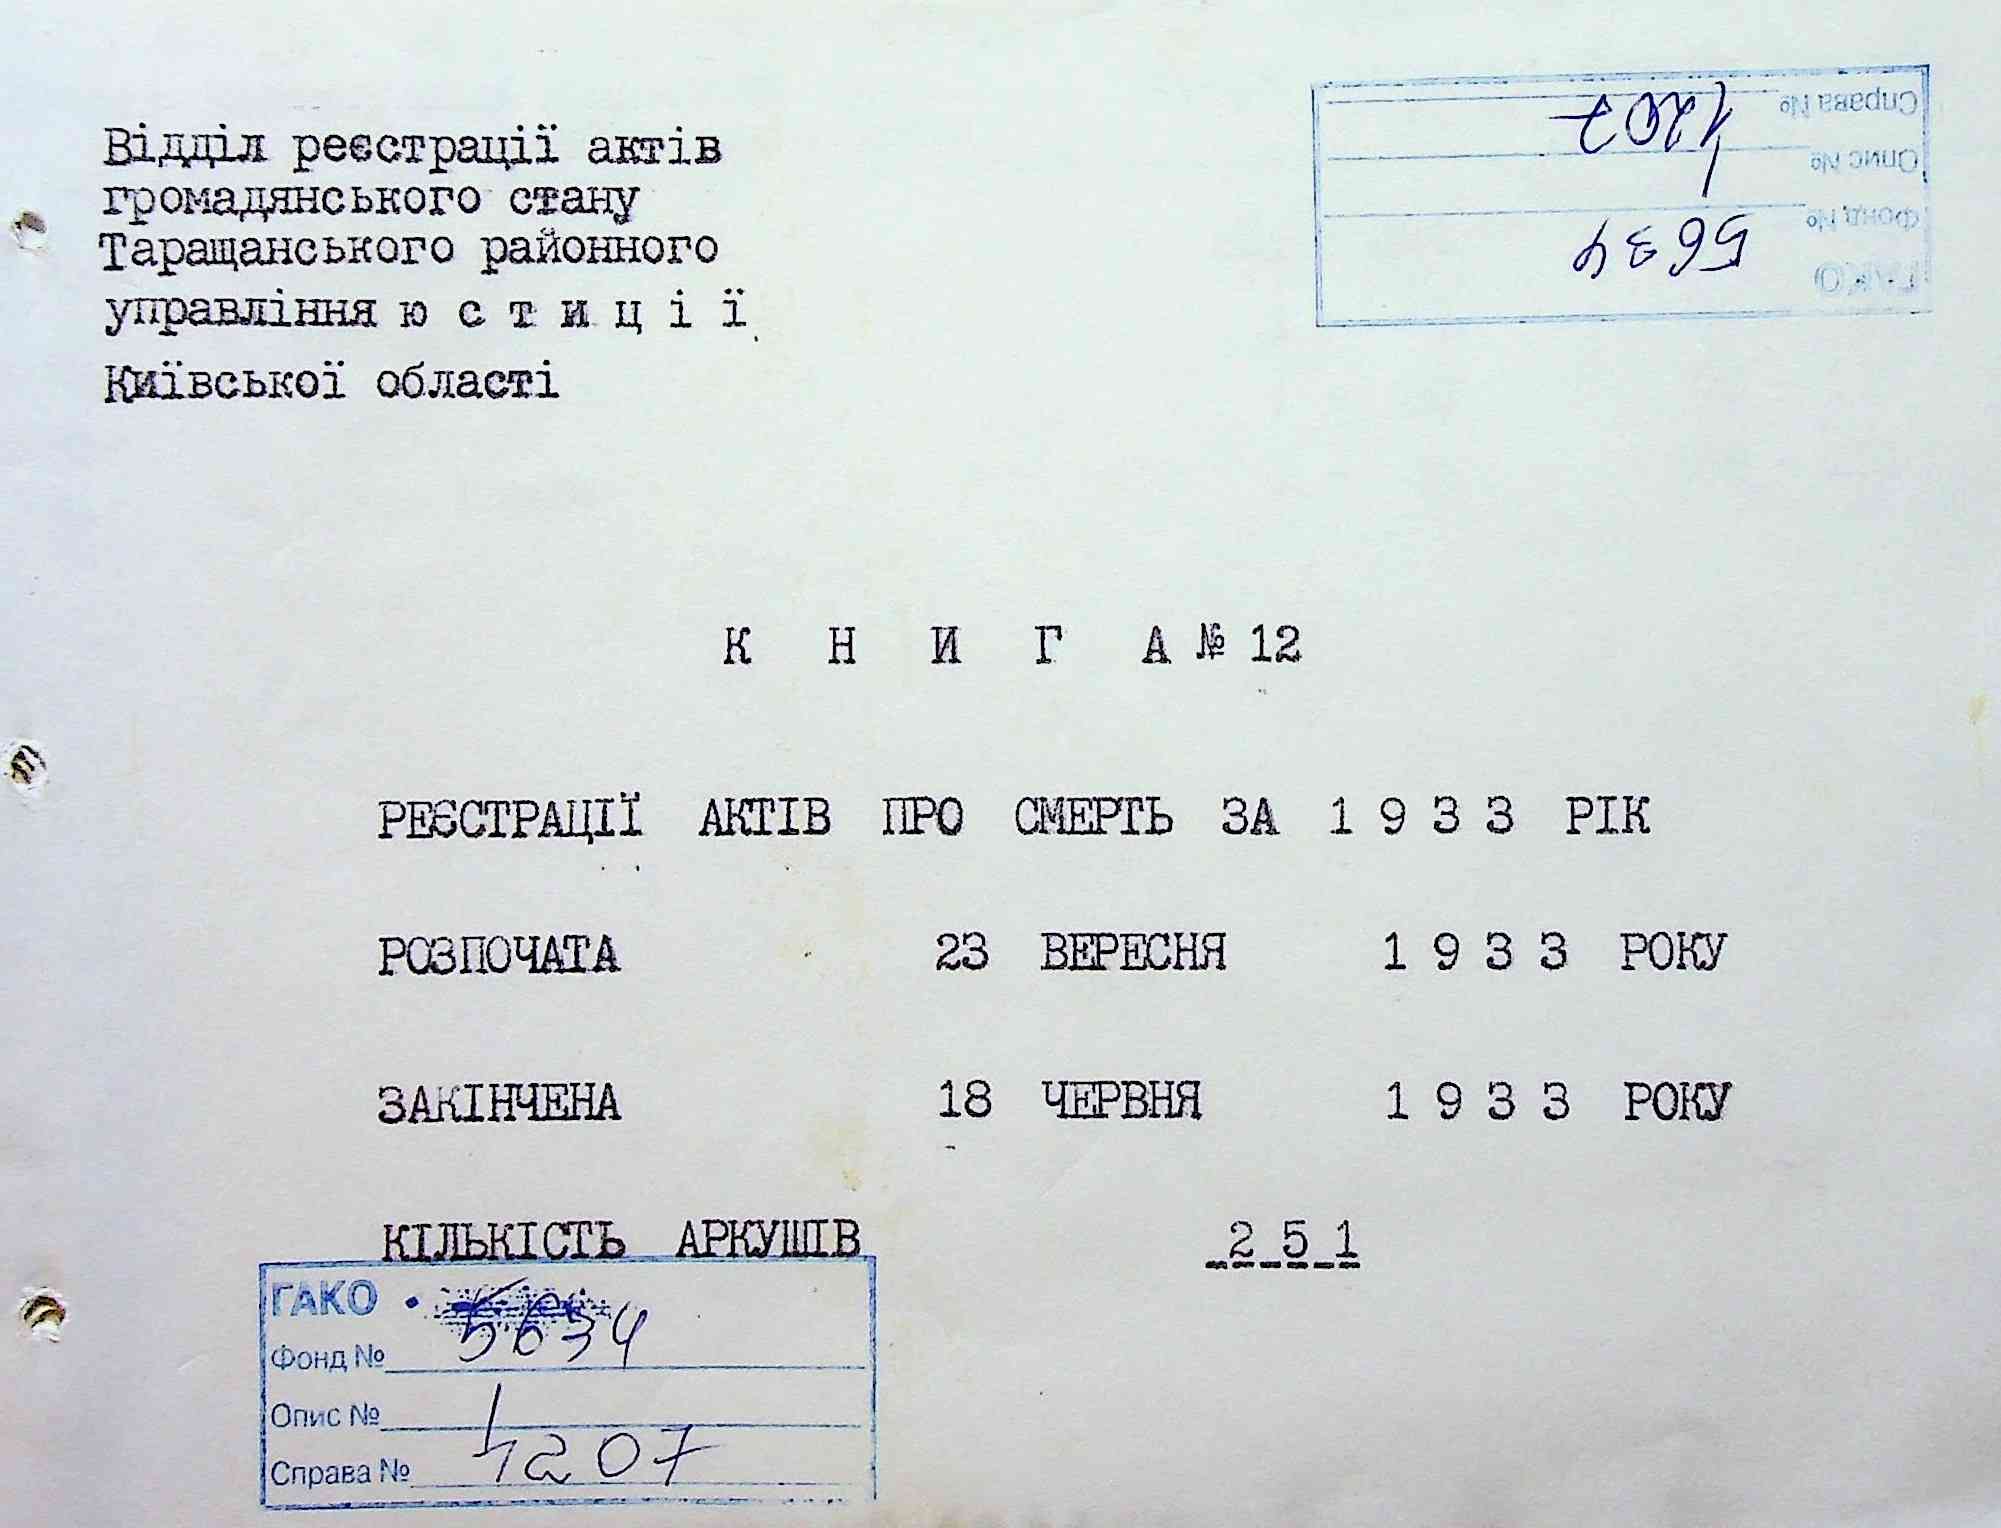 Відділ реєстрації актів
громадянського стану
Таращанського районного
управління ю с т и ц і ї
Київської області
ГАКО
Фонд № 5634
Опис № 1
Справа № 1207
К Н И Г А № 12
РЕЄСТРАЦІЇ АКТІВ ПРО СМЕРТЬ ЗА 1 9 3 3 РІК
РОЗПОЧАТА 23 ВЕРЕСНЯ 1 9 3 3 РОКУ
ЗАКІНЧЕНА 18 ЧЕРВНЯ 1 9 3 3 РОКУ
КІЛЬКІСТЬ АРКУШІВ 2 5 1
ГАКО
Фонд № 5634
Опис № 1
Справа № 1207